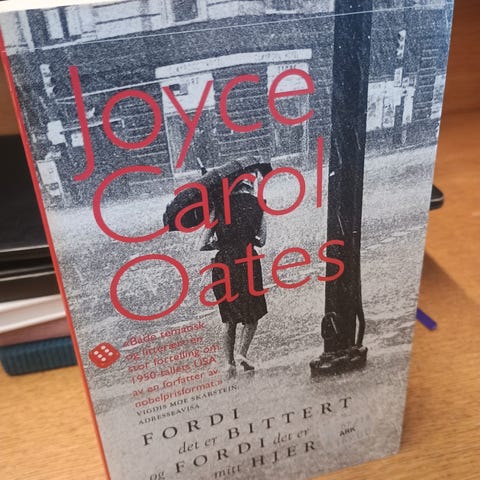 Joyce
Carol
Oates
«Både tematisk
og litterært en
stor fortelling om
1950-tallets USA
av en forfatter av
nobelprisformat.»
VIGDIS MOE SKARSTEIN,
ADRESSEAVISA
FORDI
det er BITTERT
og FORDI det er
mitt HJERTE
ARK